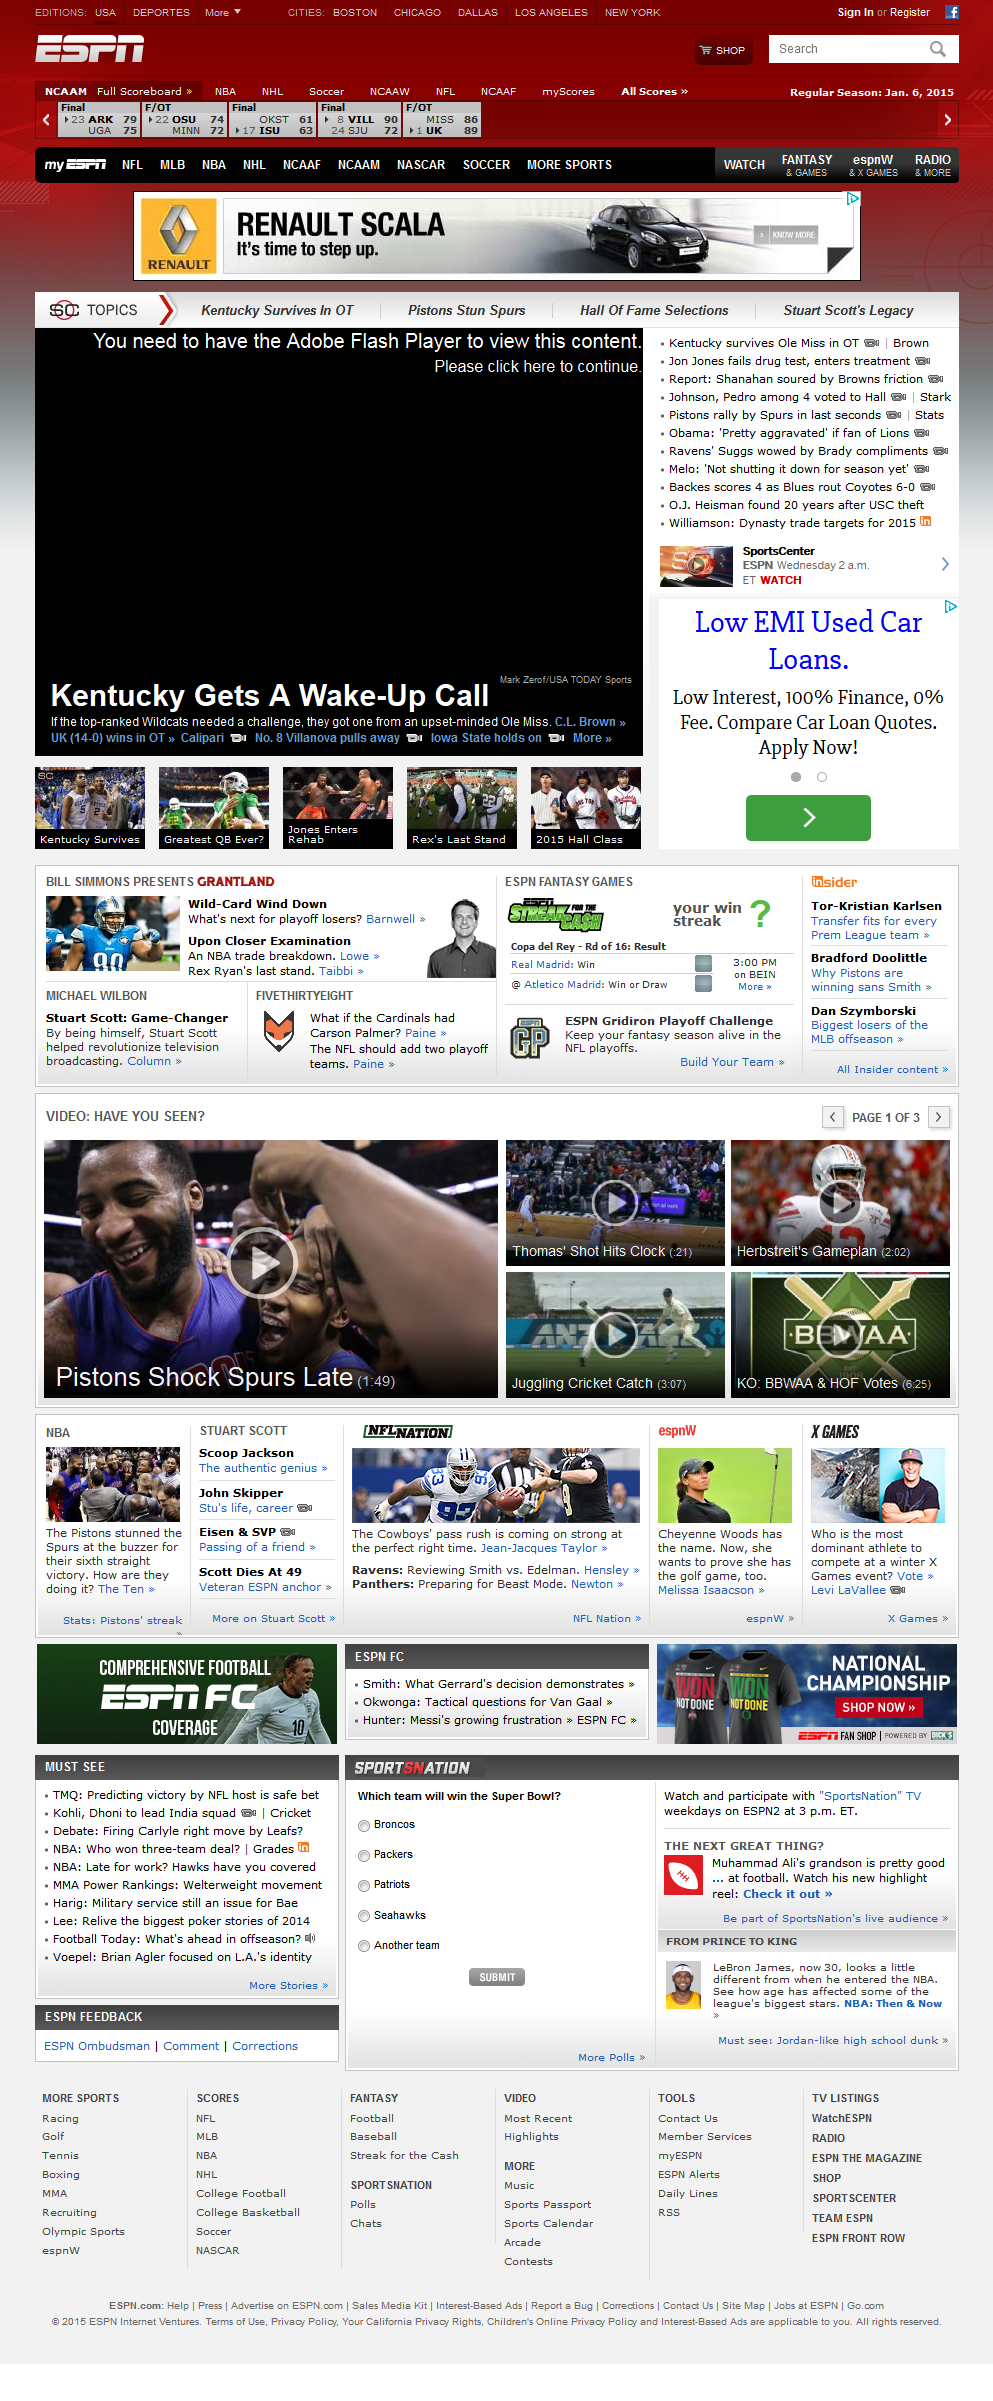 EDITIONS: USA DEPORTES More CITIES: BOSTON CHICAGO DALLAS LOS ANGELES NEW YORK Sign In or Register
ESPN SHOP Search
NCAAM Full Scoreboard » NBA NHL Soccer NCAAW NFL NCAAF myScores All Scores » Regular Season: Jan. 6, 2015
Final F/OT Final Final F/OT
23 ARK 79 22 OSU 74 OKST 61 8 VILL 90 MISS 86
UGA 75 MINN 72 17 ISU 63 24 SJU 72 1 UK 89
myESPN NFL MLB NBA NHL NCAAF NCAAM NASCAR SOCCER MORE SPORTS WATCH FANTASY & GAMES espnW & X GAMES RADIO & MORE
RENAULT
RENAULT SCALA
It's time to step up.
KNOW MORE
SC TOPICS Kentucky Survives In OT Pistons Stun Spurs Hall Of Fame Selections Stuart Scott's Legacy
You need to have the Adobe Flash Player to view this content.
Please click here to continue.
Mark Zerof/USA TODAY Sports
Kentucky Gets A Wake-Up Call
If the top-ranked Wildcats needed a challenge, they got one from an upset-minded Ole Miss. C.L. Brown »
UK (14-0) wins in OT » Calipari No. 8 Villanova pulls away Iowa State holds on More »
SC
Kentucky Survives
Greatest QB Ever?
Jones Enters Rehab
Rex's Last Stand
2015 Hall Class
Kentucky survives Ole Miss in OT | Brown
Jon Jones fails drug test, enters treatment
Report: Shanahan soured by Browns friction
Johnson, Pedro among 4 voted to Hall | Stark
Pistons rally by Spurs in last seconds | Stats
Obama: 'Pretty aggravated' if fan of Lions
Ravens' Suggs wowed by Brady compliments
Melo: 'Not shutting it down for season yet'
Backes scores 4 as Blues rout Coyotes 6-0
O.J. Heisman found 20 years after USC theft
Williamson: Dynasty trade targets for 2015 in
SportsCenter
ESPN Wednesday 2 a.m.
ET WATCH
Low EMI Used Car
Loans.
Low Interest, 100% Finance, 0%
Fee. Compare Car Loan Quotes.
Apply Now!
BILL SIMMONS PRESENTS GRANTLAND
Wild-Card Wind Down
What's next for playoff losers? Barnwell »
Upon Closer Examination
An NBA trade breakdown. Lowe »
Rex Ryan's last stand. Taibbi »
MICHAEL WILBON
Stuart Scott: Game-Changer
By being himself, Stuart Scott
helped revolutionize television
broadcasting. Column »
FIVETHIRTYEIGHT
What if the Cardinals had
Carson Palmer? Paine »
The NFL should add two playoff
teams. Paine »
ESPN FANTASY GAMES
STREAK FOR THE CASH
your win
streak ?
Copa del Rey - Rd of 16: Result
Real Madrid: Win
@ Atletico Madrid: Win or Draw
3:00 PM
on BEIN
More »
GP
ESPN Gridiron Playoff Challenge
Keep your fantasy season alive in the
NFL playoffs.
Build Your Team »
insider
Tor-Kristian Karlsen
Transfer fits for every
Prem League team »
Bradford Doolittle
Why Pistons are
winning sans Smith »
Dan Szymborski
Biggest losers of the
MLB offseason »
All Insider content »
VIDEO: HAVE YOU SEEN? PAGE 1 OF 3
Pistons Shock Spurs Late (1:49)
Thomas' Shot Hits Clock (:21)
Herbstreit's Gameplan (2:02)
Juggling Cricket Catch (3:07)
BBWAA
KO: BBWAA & HOF Votes (6:25)
NBA
The Pistons stunned the
Spurs at the buzzer for
their sixth straight
victory. How are they
doing it? The Ten »
Stats: Pistons' streak
»
STUART SCOTT
Scoop Jackson
The authentic genius »
John Skipper
Stu's life, career
Eisen & SVP
Passing of a friend »
Scott Dies At 49
Veteran ESPN anchor »
More on Stuart Scott »
NFL NATION
93
9
The Cowboys' pass rush is coming on strong at
the perfect right time. Jean-Jacques Taylor »
Ravens: Reviewing Smith vs. Edelman. Hensley »
Panthers: Preparing for Beast Mode. Newton »
NFL Nation »
espnW
Cheyenne Woods has
the name. Now, she
wants to prove she has
the golf game, too.
Melissa Isaacson »
espnW »
X GAMES
Who is the most
dominant athlete to
compete at a winter X
Games event? Vote »
Levi LaVallee
X Games »
COMPREHENSIVE FOOTBALL
ESPN FC
COVERAGE
10
ESPN FC
Smith: What Gerrard's decision demonstrates »
Okwonga: Tactical questions for Van Gaal »
Hunter: Messi's growing frustration » ESPN FC »
WON NOT DONE
WON NOT DONE
NATIONAL
CHAMPIONSHIP
SHOP NOW »
ESPN FAN SHOP | POWERED BY DICK'S
MUST SEE
TMQ: Predicting victory by NFL host is safe bet
Kohli, Dhoni to lead India squad | Cricket
Debate: Firing Carlyle right move by Leafs?
NBA: Who won three-team deal? | Grades in
NBA: Late for work? Hawks have you covered
MMA Power Rankings: Welterweight movement
Harig: Military service still an issue for Bae
Lee: Relive the biggest poker stories of 2014
Football Today: What's ahead in offseason?
Voepel: Brian Agler focused on L.A.'s identity
More Stories »
ESPN FEEDBACK
ESPN Ombudsman | Comment | Corrections
SPORTSNATION
Which team will win the Super Bowl?
Broncos
Packers
Patriots
Seahawks
Another team
SUBMIT
More Polls »
Watch and participate with "SportsNation" TV
weekdays on ESPN2 at 3 p.m. ET.
THE NEXT GREAT THING?
Muhammad Ali's grandson is pretty good
... at football. Watch his new highlight
reel: Check it out »
Be part of SportsNation's live audience »
FROM PRINCE TO KING
LeBron James, now 30, looks a little
different from when he entered the NBA.
See how age has affected some of the
league's biggest stars. NBA: Then & Now
»
Must see: Jordan-like high school dunk »
MORE SPORTS
Racing
Golf
Tennis
Boxing
MMA
Recruiting
Olympic Sports
espnW
SCORES
NFL
MLB
NBA
NHL
College Football
College Basketball
Soccer
NASCAR
FANTASY
Football
Baseball
Streak for the Cash
SPORTSNATION
Polls
Chats
VIDEO
Most Recent
Highlights
MORE
Music
Sports Passport
Sports Calendar
Arcade
Contests
TOOLS
Contact Us
Member Services
myESPN
ESPN Alerts
Daily Lines
RSS
TV LISTINGS
WatchESPN
RADIO
ESPN THE MAGAZINE
SHOP
SPORTSCENTER
TEAM ESPN
ESPN FRONT ROW
ESPN.com: Help | Press | Advertise on ESPN.com | Sales Media Kit | Interest-Based Ads | Report a Bug | Corrections | Contact Us | Site Map | Jobs at ESPN | Go.com
© 2015 ESPN Internet Ventures. Terms of Use, Privacy Policy, Your California Privacy Rights, Children's Online Privacy Policy and Interest-Based Ads are applicable to you. All rights reserved.